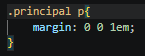 .principal p{
    margin: 0 0 1em;
}